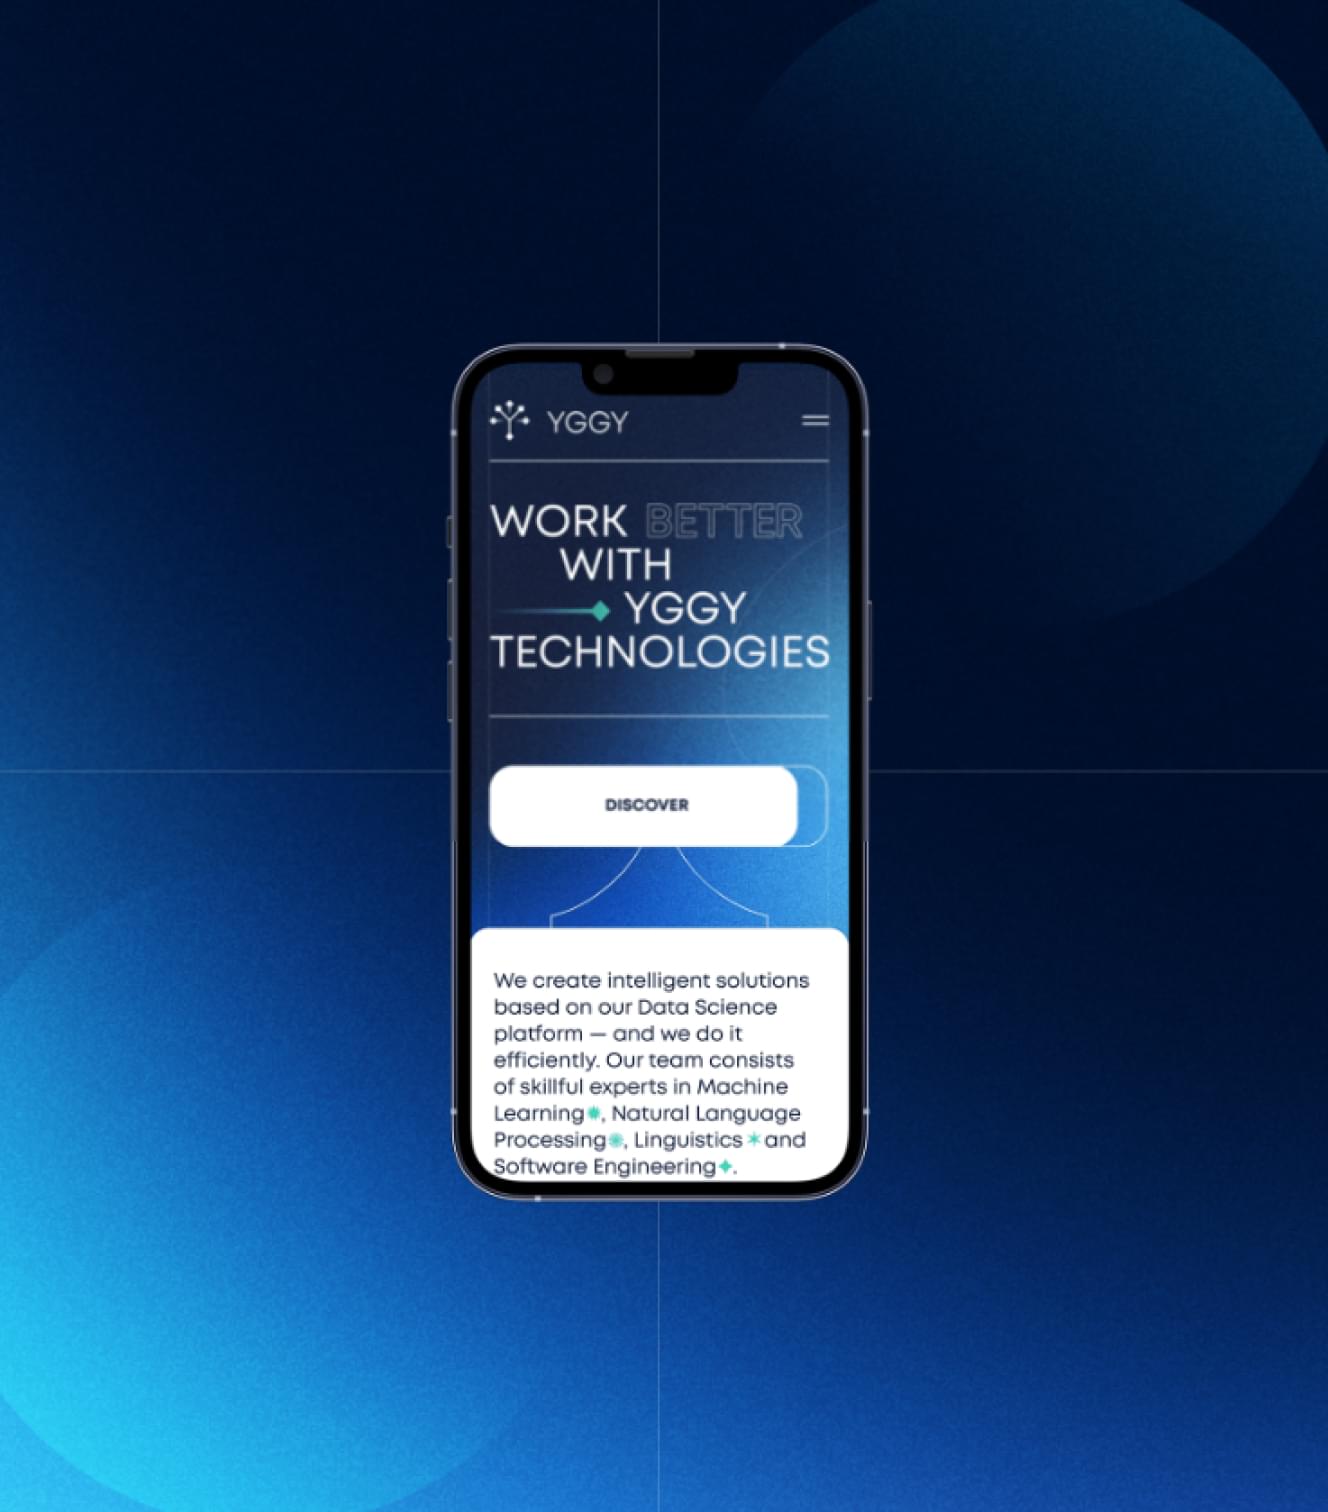 YGGY
WORK BETTER
WITH
YGGY
TECHNOLOGIES
DISCOVER
We create intelligent solutions
based on our Data Science
platform — and we do it
efficiently. Our team consists
of skillful experts in Machine
Learning✹, Natural Language
Processing❋, Linguistics✶and
Software Engineering✦.